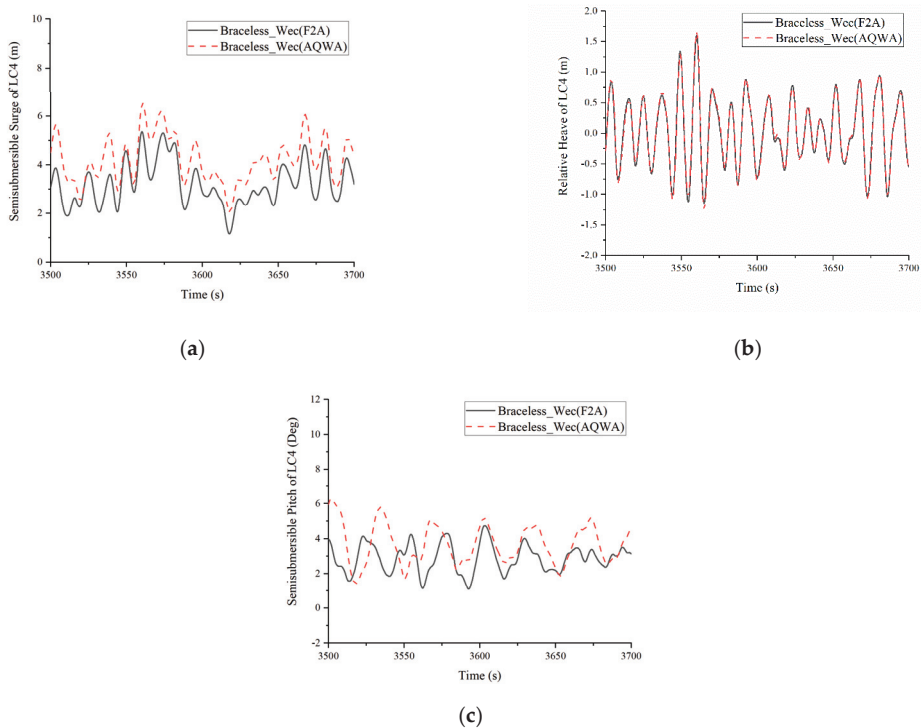 10
8
6
4
2
0
Semisubmersible Surge of LC4 (m)
Braceless_Wec(F2A)
Braceless_Wec(AQWA)
3500 3550 3600 3650 3700
Time (s)
(a)
2.0
1.5
1.0
0.5
0.0
-0.5
-1.0
-1.5
-2.0
Relative Heave of LC4 (m)
Braceless_Wec(F2A)
Braceless_Wec(AQWA)
3500 3550 3600 3650 3700
Time (s)
(b)
12
10
8
6
4
2
0
-2
Semisubmersible Pitch of LC4 (Deg)
Braceless_Wec(F2A)
Braceless_Wec(AQWA)
3500 3550 3600 3650 3700
Time (s)
(c)